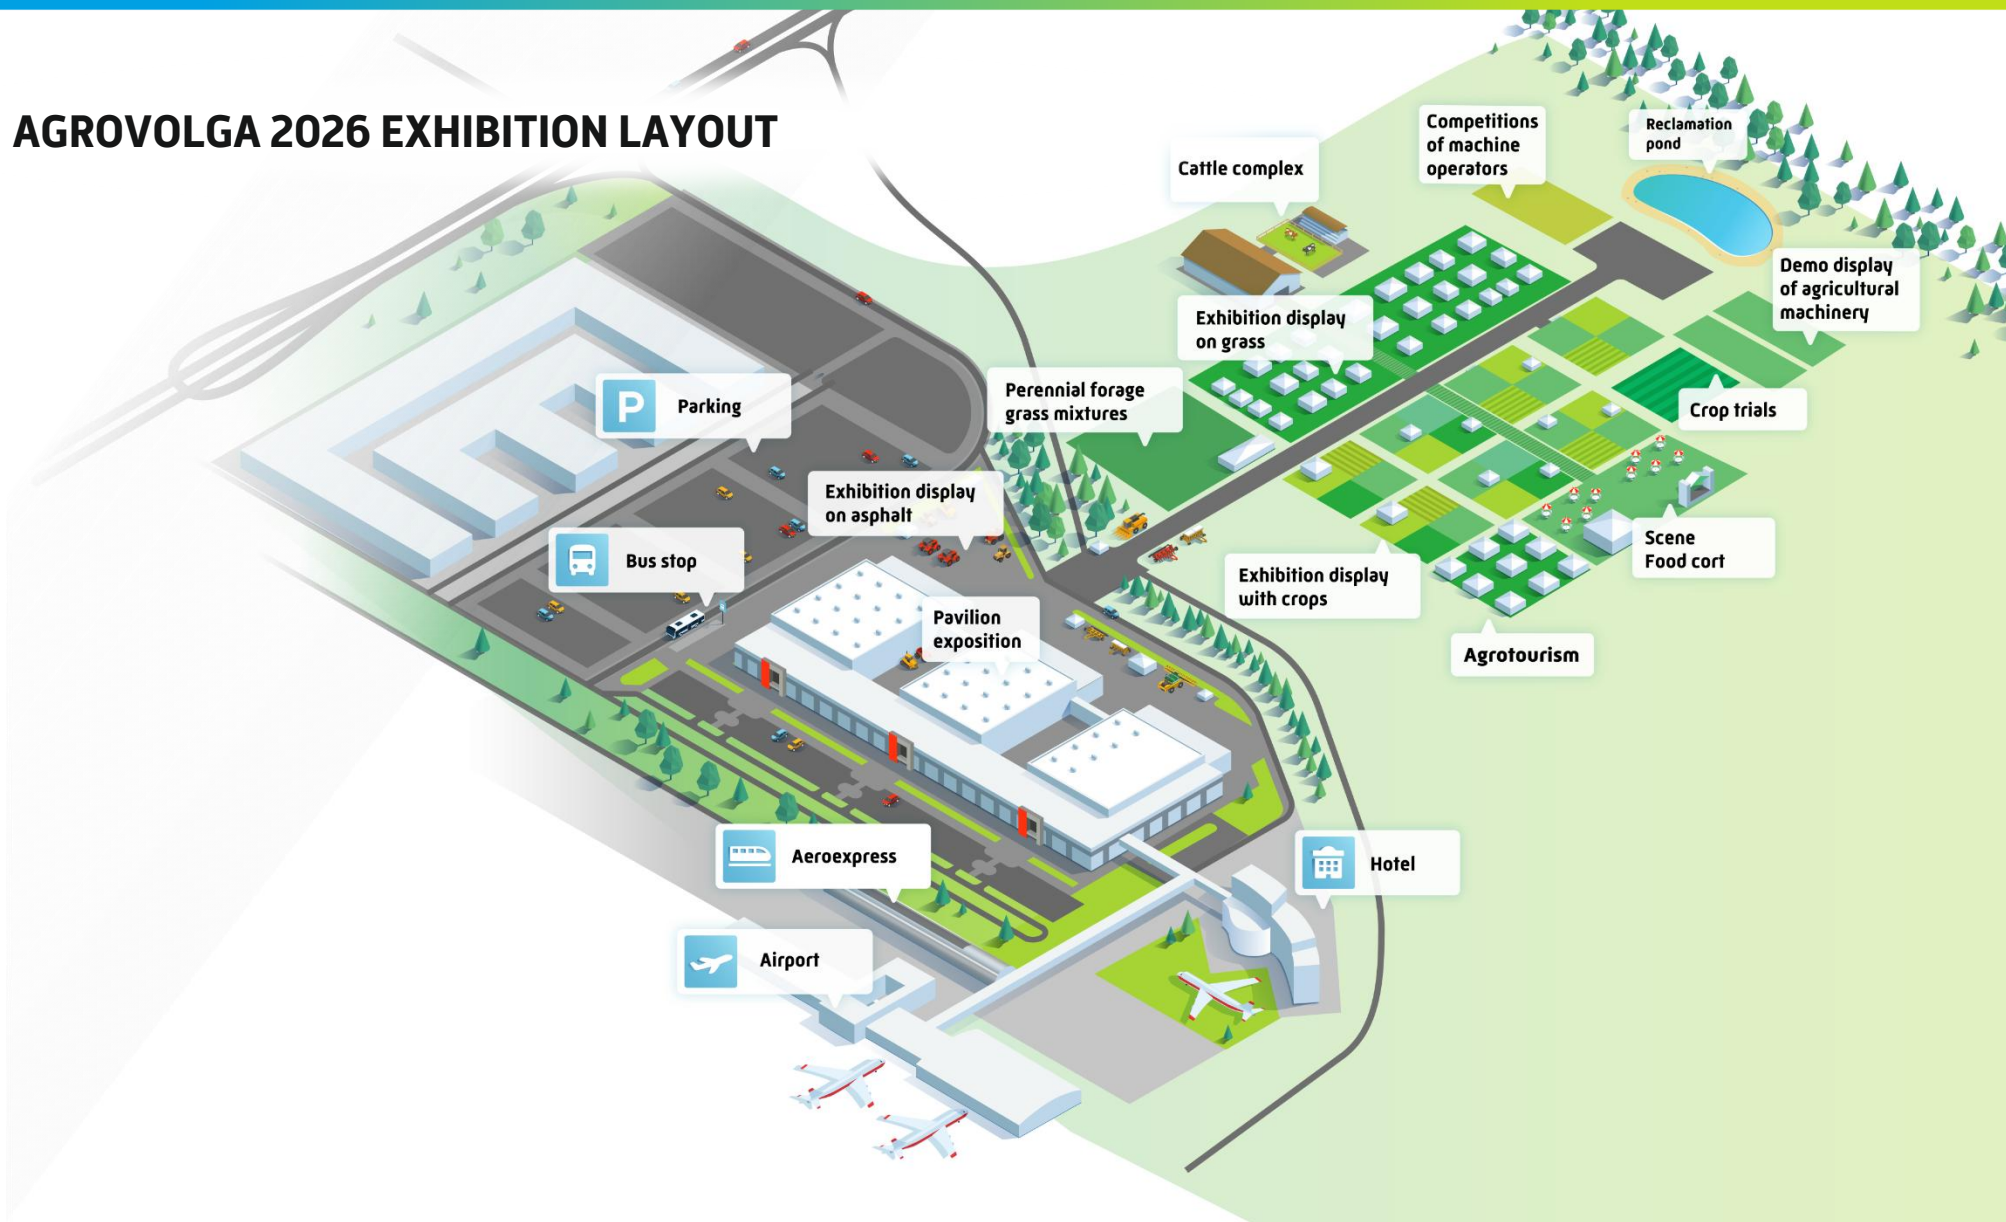 AGROVOLGA 2026 EXHIBITION LAYOUT
Competitions
of machine
operators
Reclamation
pond
Cattle complex
Demo display
of agricultural
machinery
Exhibition display
on grass
Perennial forage
grass mixtures
Crop trials
P
Parking
Exhibition display
on asphalt
Bus stop
Scene
Food cort
Exhibition display
with crops
Pavilion
exposition
Agrotourism
Aeroexpress
Hotel
Airport